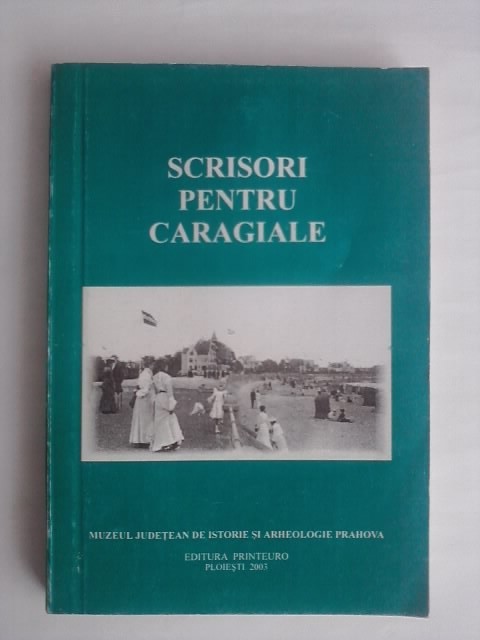 SCRISORI
PENTRU
CARAGIALE
MUZEUL JUDEȚEAN DE ISTORIE ȘI ARHEOLOGIE PRAHOVA
EDITURA PRINTEURO
PLOIEȘTI 2003